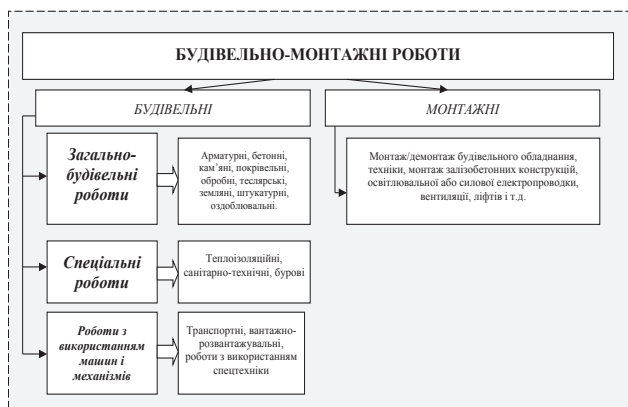 БУДІВЕЛЬНО-МОНТАЖНІ РОБОТИ
БУДІВЕЛЬНІ
МОНТАЖНІ
Загально-
будівельні
роботи
Арматурні, бетонні,
кам’яні, покрівельні,
обробні, теслярські,
земляні, штукатурні,
оздоблювальні.
Монтаж/демонтаж будівельного обладнання,
техніки, монтаж залізобетонних конструкцій,
освітлювальної або силової електропроводки,
вентиляції, ліфтів і т.д.
Спеціальні
роботи
Теплоізоляційні,
санітарно-технічні, бурові
Роботи з
використанням
машин і
механізмів
Транспортні, вантажно-
розвантажувальні,
роботи з використанням
спецтехніки